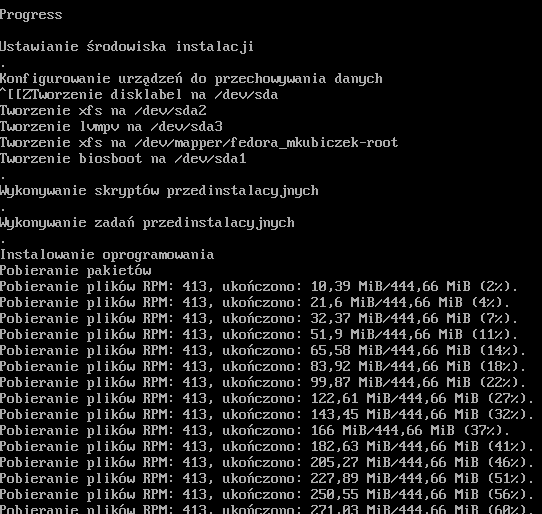 Progress
Ustawianie środowiska instalacji
.
Konfigurowanie urządzeń do przechowywania danych
^[[ZTworzenie disklabel na /dev/sda
Tworzenie xfs na /dev/sda2
Tworzenie lvmpv na /dev/sda3
Tworzenie xfs na /dev/mapper/fedora_mkubiczek-root
Tworzenie biosboot na /dev/sda1
.
Wykonywanie skryptów przedinstalacyjnych
.
Wykonywanie zadań przedinstalacyjnych
.
Instalowanie oprogramowania
Pobieranie pakietów
Pobieranie plików RPM: 413, ukończono: 10,39 MiB/444,66 MiB (2%).
Pobieranie plików RPM: 413, ukończono: 21,6 MiB/444,66 MiB (4%).
Pobieranie plików RPM: 413, ukończono: 32,37 MiB/444,66 MiB (7%).
Pobieranie plików RPM: 413, ukończono: 51,9 MiB/444,66 MiB (11%).
Pobieranie plików RPM: 413, ukończono: 65,58 MiB/444,66 MiB (14%).
Pobieranie plików RPM: 413, ukończono: 83,92 MiB/444,66 MiB (18%).
Pobieranie plików RPM: 413, ukończono: 99,87 MiB/444,66 MiB (22%).
Pobieranie plików RPM: 413, ukończono: 122,61 MiB/444,66 MiB (27%).
Pobieranie plików RPM: 413, ukończono: 143,45 MiB/444,66 MiB (32%).
Pobieranie plików RPM: 413, ukończono: 166 MiB/444,66 MiB (37%).
Pobieranie plików RPM: 413, ukończono: 182,63 MiB/444,66 MiB (41%).
Pobieranie plików RPM: 413, ukończono: 205,27 MiB/444,66 MiB (46%).
Pobieranie plików RPM: 413, ukończono: 227,89 MiB/444,66 MiB (51%).
Pobieranie plików RPM: 413, ukończono: 250,55 MiB/444,66 MiB (56%).
Pobieranie plików RPM: 413, ukończono: 271,03 MiB/444,66 MiB (60%).